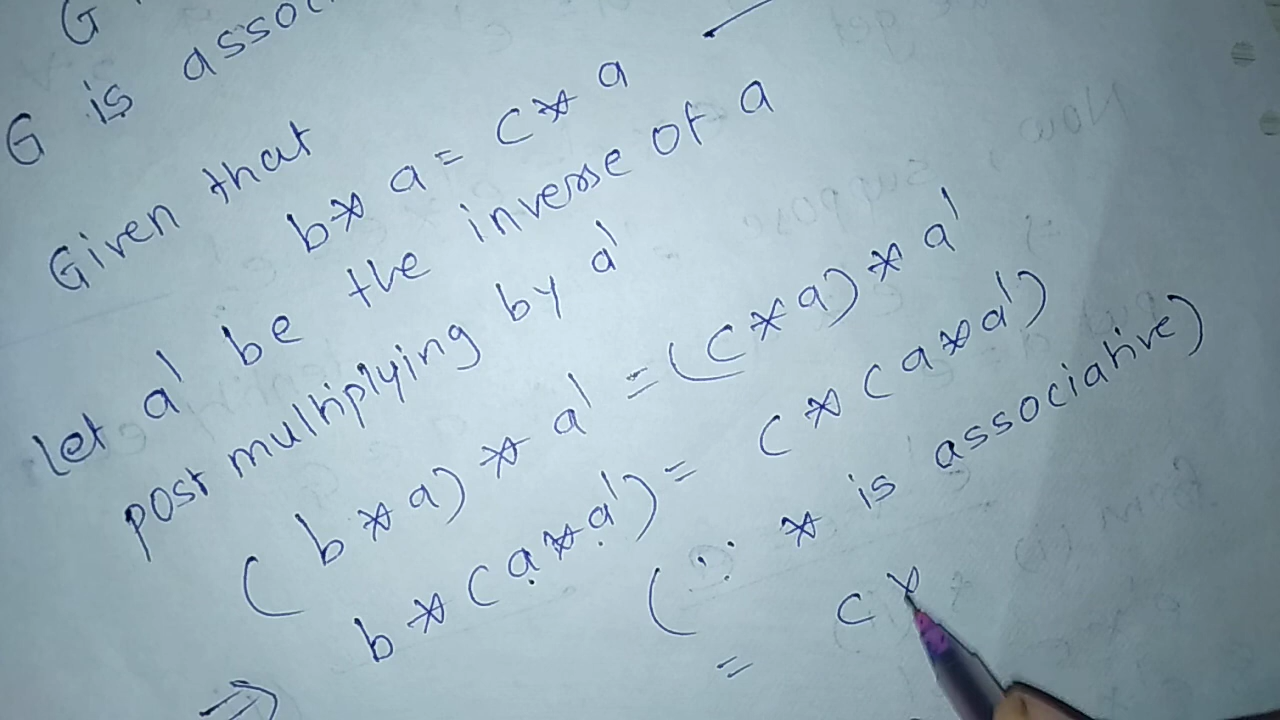 G
G is asso
Given that
b * a = c * a
let a' be the inverse of a
post multiplying by a'
(b * a) * a' = (c * a) * a'
b * (a * a') = c * (a * a')
(∵ * is associative)
⇒ = c *